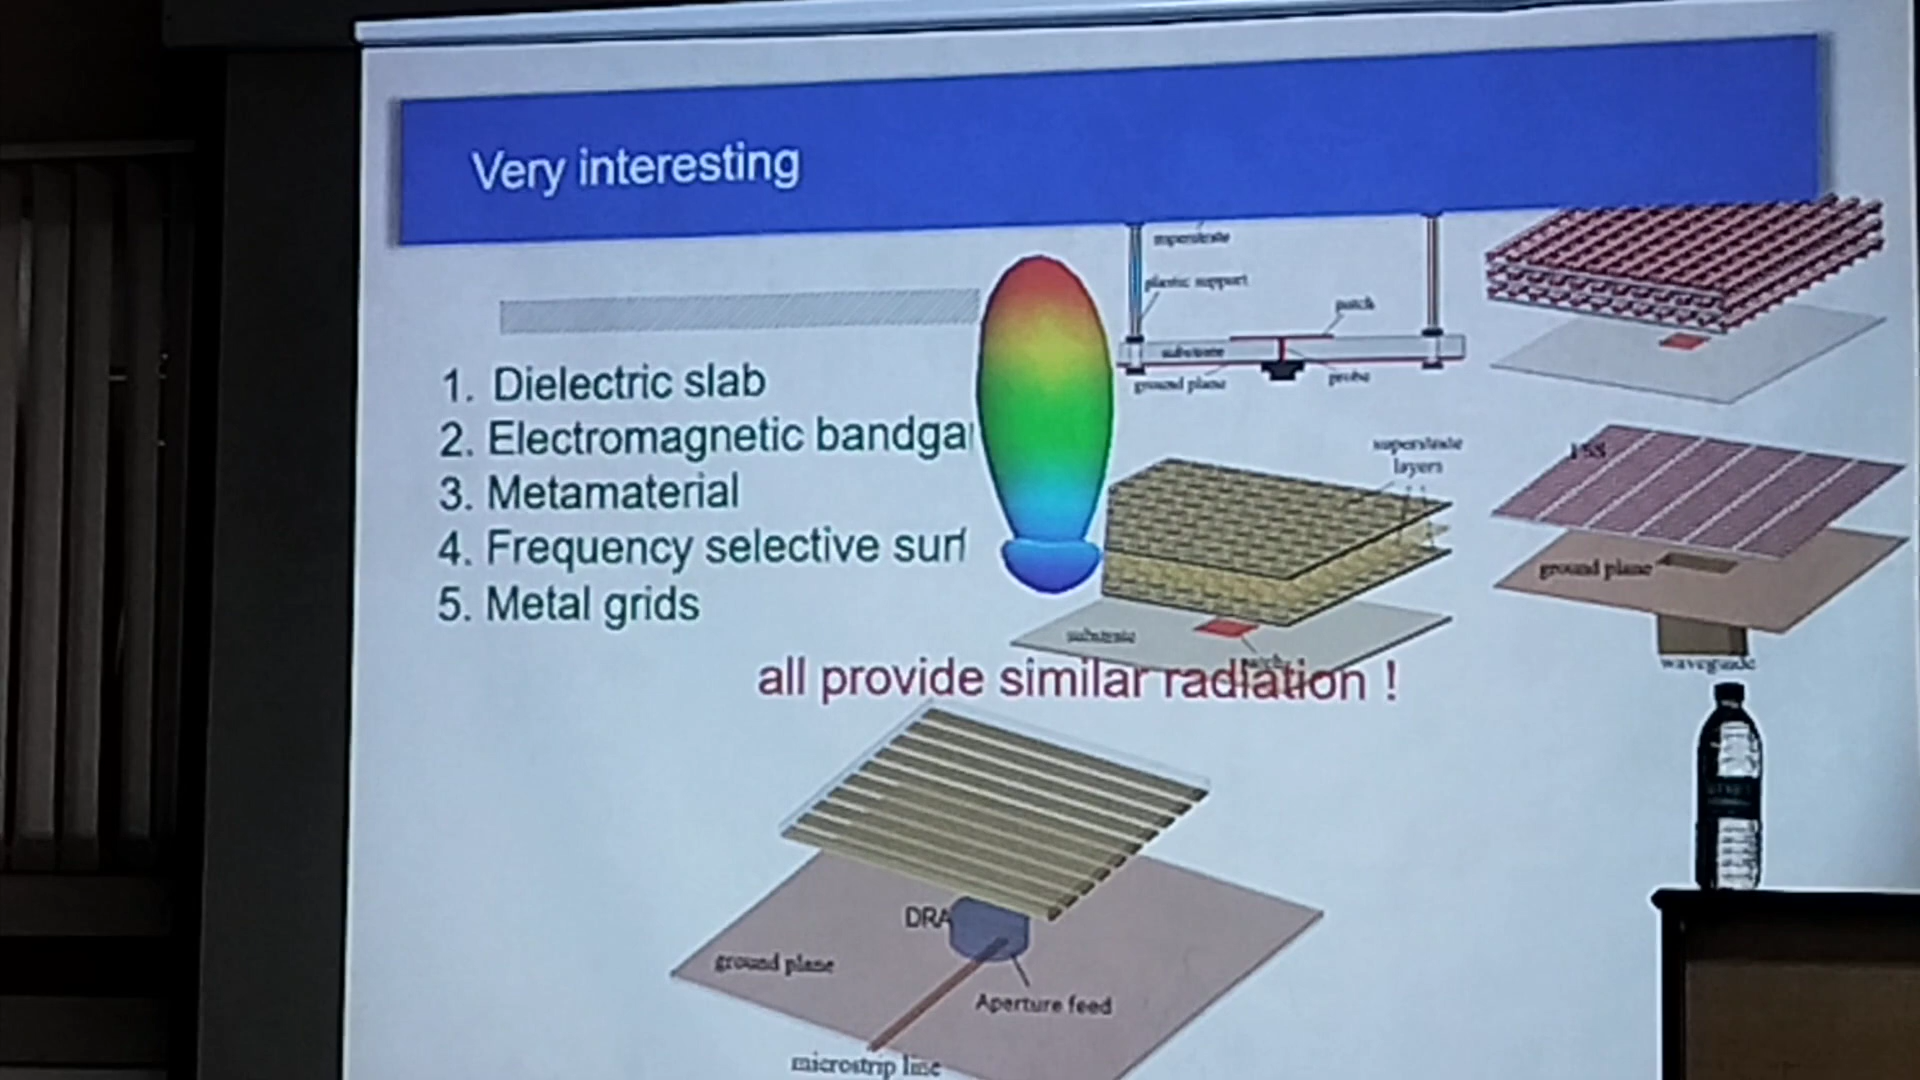 Very interesting
superstrate
plastic support
patch
substrate
ground plane
probe
1. Dielectric slab
2. Electromagnetic bandga
3. Metamaterial
4. Frequency selective surf
5. Metal grids
superstrate
layers
substrate
patch
FSS
ground plane
waveguide
all provide similar radiation !
DRA
ground plane
Aperture feed
microstrip line